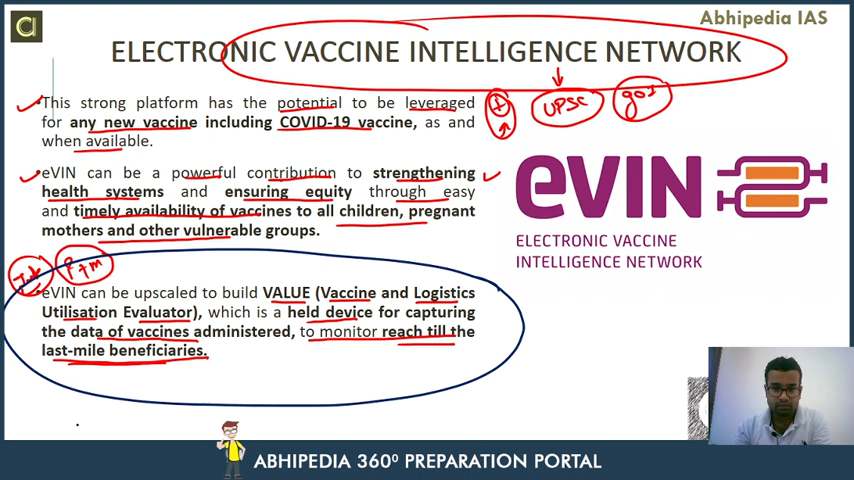 Abhipedia IAS
ELECTRONIC VACCINE INTELLIGENCE NETWORK
This strong platform has the potential to be leveraged
for any new vaccine including COVID-19 vaccine, as and
when available.
UPSC
eVIN can be a powerful contribution to strengthening
health systems and ensuring equity through easy
and timely availability of vaccines to all children, pregnant
mothers and other vulnerable groups.
eVIN
ELECTRONIC VACCINE
INTELLIGENCE NETWORK
eVIN can be upscaled to build VALUE (Vaccine and Logistics
Utilisation Evaluator), which is a held device for capturing
the data of vaccines administered, to monitor reach till the
last-mile beneficiaries.
ABHIPEDIA 360º PREPARATION PORTAL